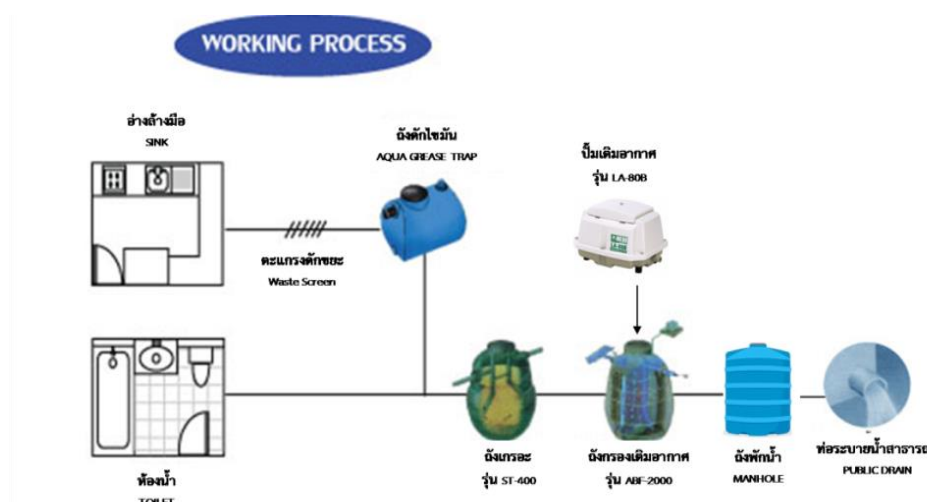 WORKING PROCESS
อ่างล้างมือ
SINK
ถังดักไขมัน
AQUA GREASE TRAP
ปั๊มเติมอากาศ
รุ่น LA-80B
ตะแกรงดักขยะ
Waste Screen
ถังเกรอะ
รุ่น ST-400
ถังกรองเติมอากาศ
รุ่น ABF-2000
ถังพักน้ำ
MANHOLE
ท่อระบายน้ำสาธารณ
PUBLIC DRAIN
ห้องน้ำ
TOILET